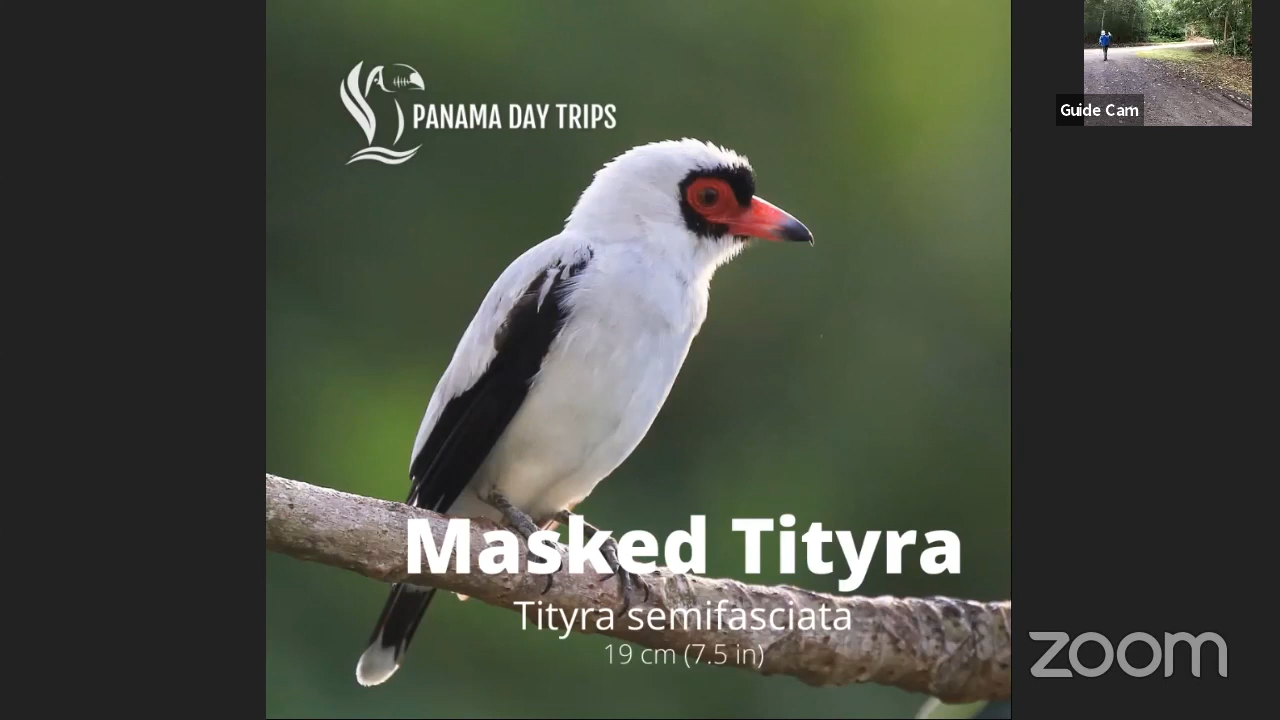 PANAMA DAY TRIPS
Guide Cam
Masked Tityra
Tityra semifasciata
19 cm (7.5 in)
zoom